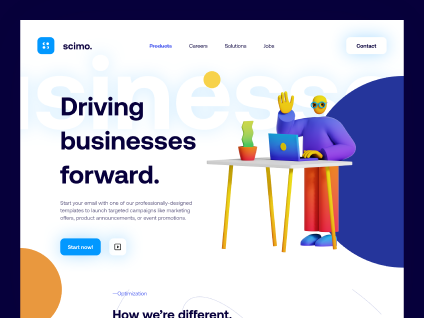 scimo.
Products
Careers
Solutions
Jobs
Contact
Driving
businesses
forward.
Start your email with one of our professionally-designed
templates to launch targeted campaigns like marketing
offers, product announcements, or event promotions.
Start now!
—Optimization
How we're different.